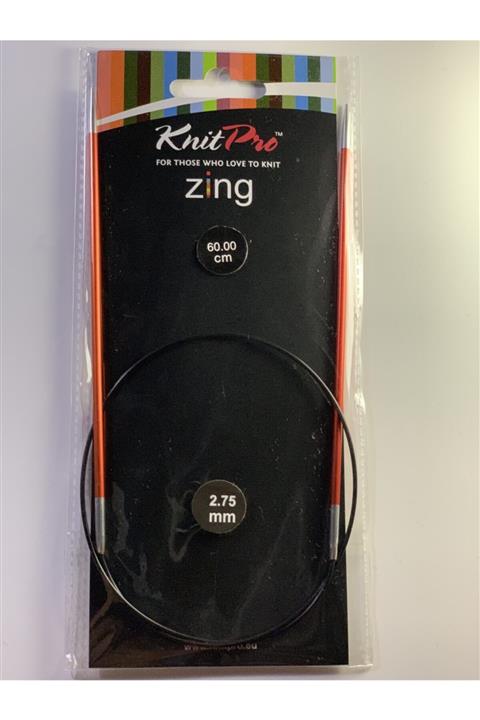 KnitPro™
FOR THOSE WHO LOVE TO KNIT
zing
60.00
cm
2.75
mm